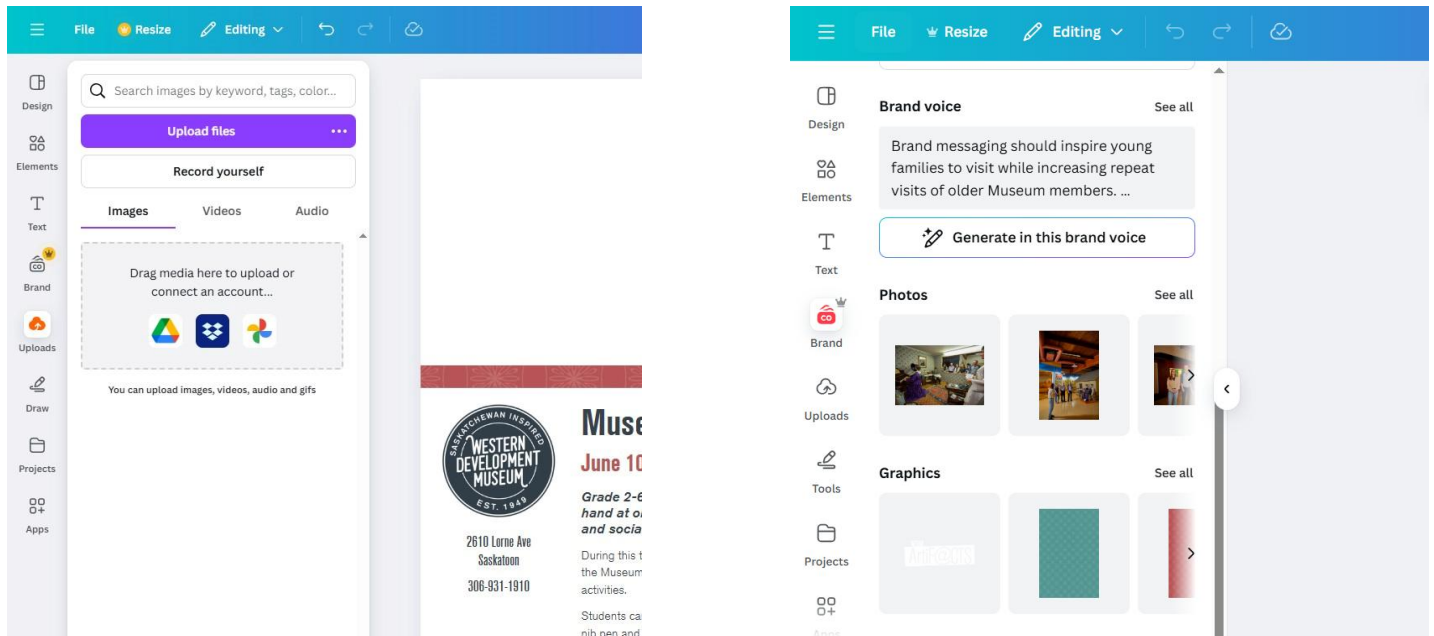 File
Resize
Editing
Design
Elements
Text
Brand
Uploads
Draw
Projects
Apps
Search images by keyword, tags, color...
Upload files
Record yourself
Images Videos Audio
Drag media here to upload or
connect an account...
You can upload images, videos, audio and gifs
SASKATCHEWAN INSPIRED
WESTERN
DEVELOPMENT
MUSEUM
EST. 1949
2610 Lorne Ave
Saskatoon
306-931-1910
Muse
June 10
Grade 2-6
hand at o
and socia
During this t
the Museum
activities.
Students ca
nib pen and
File
Resize
Editing
Design
Elements
Text
Brand
Uploads
Tools
Projects
Apps
Brand voice See all
Brand messaging should inspire young
families to visit while increasing repeat
visits of older Museum members. ...
Generate in this brand voice
Photos See all
Graphics See all